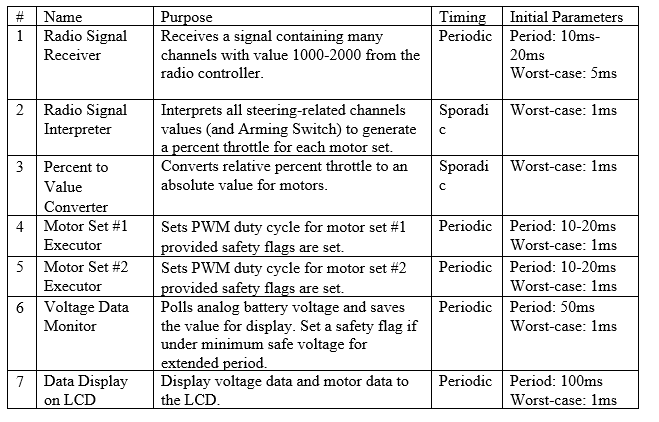 # Name Purpose Timing Initial Parameters
1 Radio Signal Receives a signal containing many Periodic Period: 10ms-
Receiver channels with value 1000-2000 from the 20ms
radio controller. Worst-case: 5ms
2 Radio Signal Interprets all steering-related channels Sporadi Worst-case: 1ms
Interpreter values (and Arming Switch) to generate c
a percent throttle for each motor set.
3 Percent to Converts relative percent throttle to an Sporadi Worst-case: 1ms
Value absolute value for motors. c
Converter
4 Motor Set #1 Sets PWM duty cycle for motor set #1 Periodic Period: 10-20ms
Executor provided safety flags are set. Worst-case: 1ms
5 Motor Set #2 Sets PWM duty cycle for motor set #2 Periodic Period: 10-20ms
Executor provided safety flags are set. Worst-case: 1ms
6 Voltage Data Polls analog battery voltage and saves Periodic Period: 50ms
Monitor the value for display. Set a safety flag if Worst-case: 1ms
under minimum safe voltage for
extended period.
7 Data Display Display voltage data and motor data to Periodic Period: 100ms
on LCD the LCD. Worst-case: 1ms